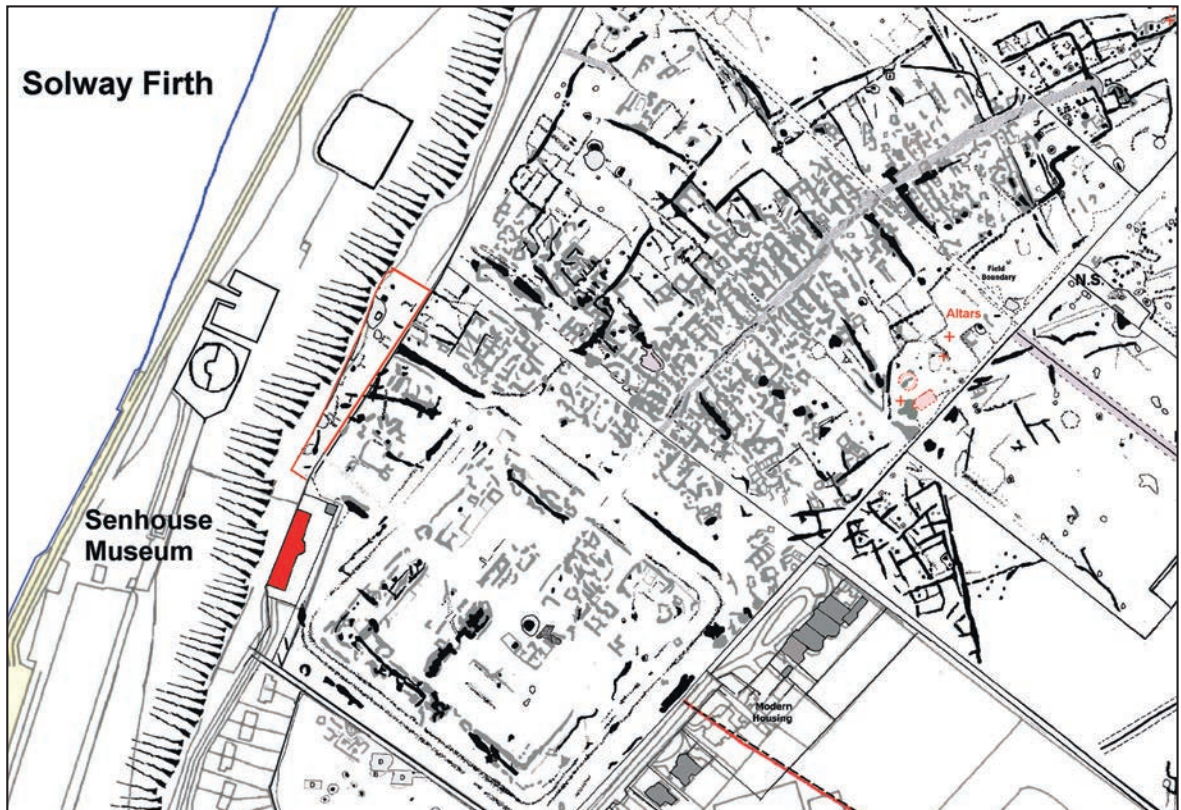 Solway Firth
Field
Boundary
N.S.
Altars
Senhouse
Museum
Modern
Housing
D
D
D
D